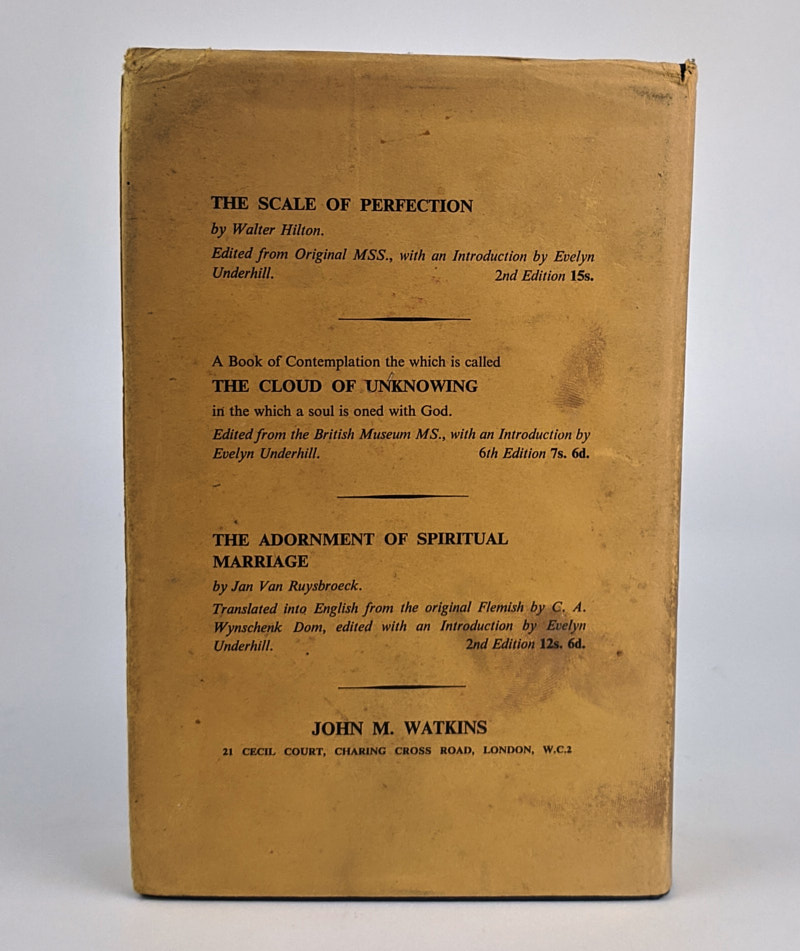 THE SCALE OF PERFECTION
by Walter Hilton.
Edited from Original MSS., with an Introduction by Evelyn
Underhill. 2nd Edition 15s.
A Book of Contemplation the which is called
THE CLOUD OF UNKNOWING
in the which a soul is oned with God.
Edited from the British Museum MS., with an Introduction by
Evelyn Underhill. 6th Edition 7s. 6d.
THE ADORNMENT OF SPIRITUAL
MARRIAGE
by Jan Van Ruysbroeck.
Translated into English from the original Flemish by C. A.
Wynschenk Dom, edited with an Introduction by Evelyn
Underhill. 2nd Edition 12s. 6d.
JOHN M. WATKINS
21 CECIL COURT, CHARING CROSS ROAD, LONDON, W.C.2